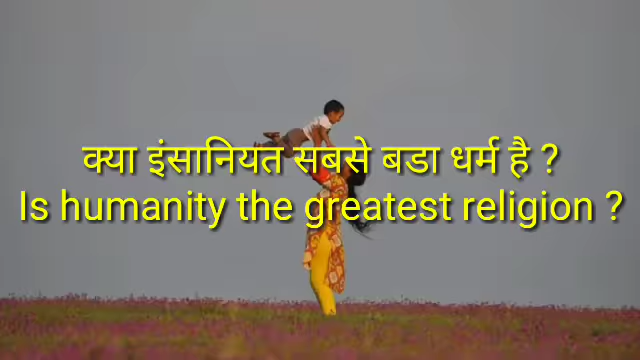 क्या इंसानियत सबसे बडा धर्म है ?
Is humanity the greatest religion ?